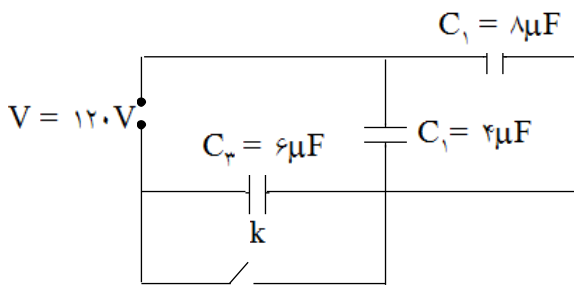 C۱ = ۸μF
V = ۱۲۰V
C۳ = ۶μF
C۱= ۴μF
k